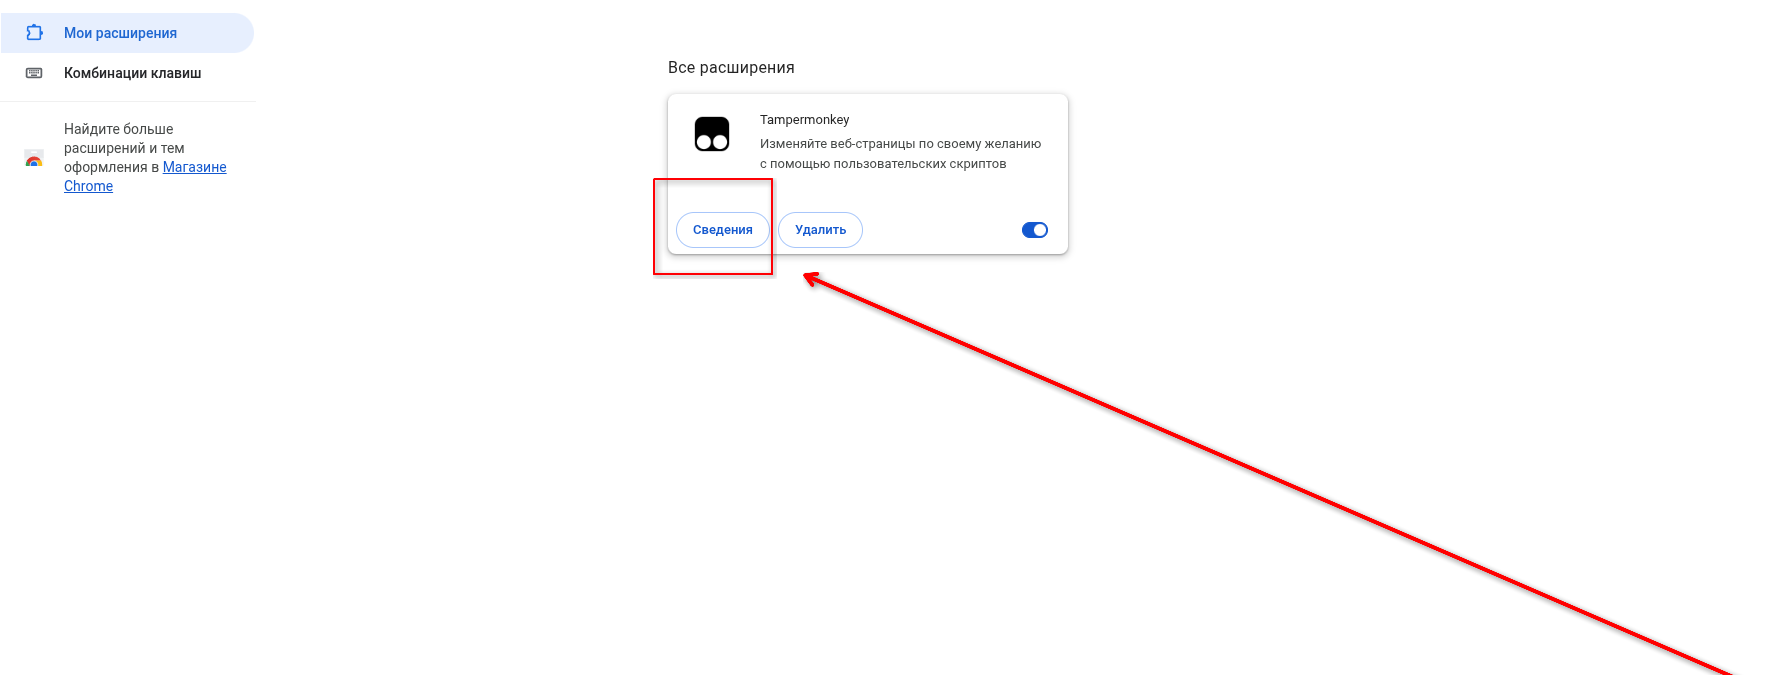 Мои расширения
Комбинации клавиш
Найдите больше
расширений и тем
оформления в Магазине
Chrome
Все расширения
Tampermonkey
Изменяйте веб-страницы по своему желанию
с помощью пользовательских скриптов
Сведения
Удалить